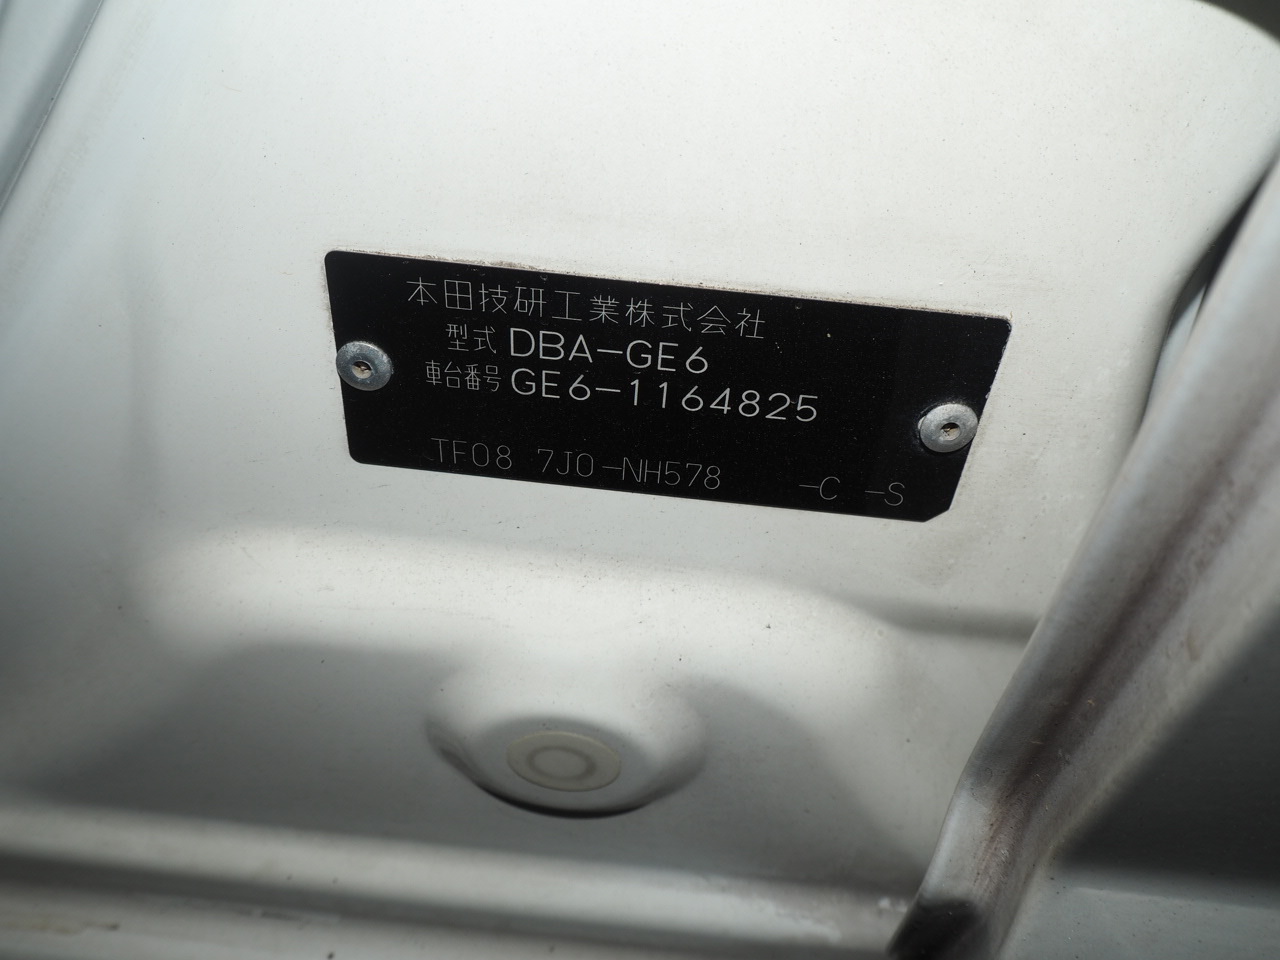 本田技研工業株式会社
型式 DBA-GE6
車台番号 GE6-1164825
TF08 7J0-NH578 -C -S